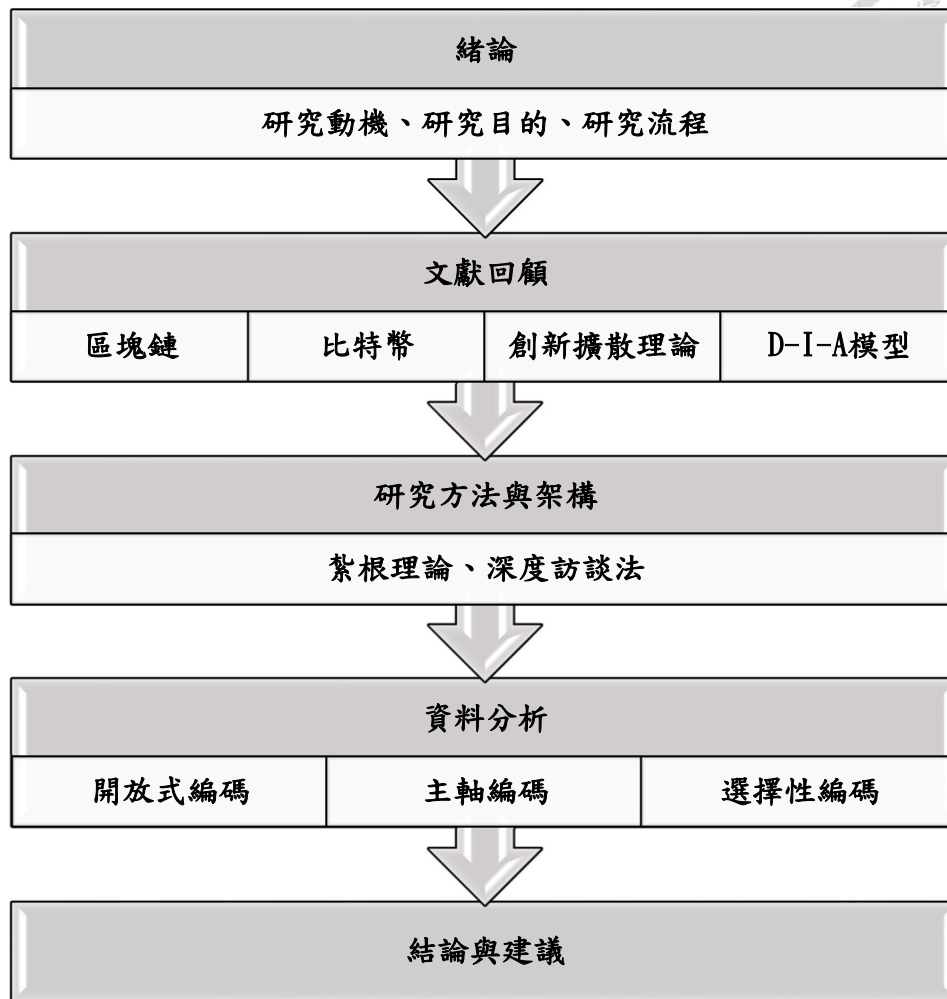 緒論
研究動機、研究目的、研究流程
文獻回顧
區塊鏈 比特幣 創新擴散理論 D-I-A模型
研究方法與架構
紮根理論、深度訪談法
資料分析
開放式編碼 主軸編碼 選擇性編碼
結論與建議